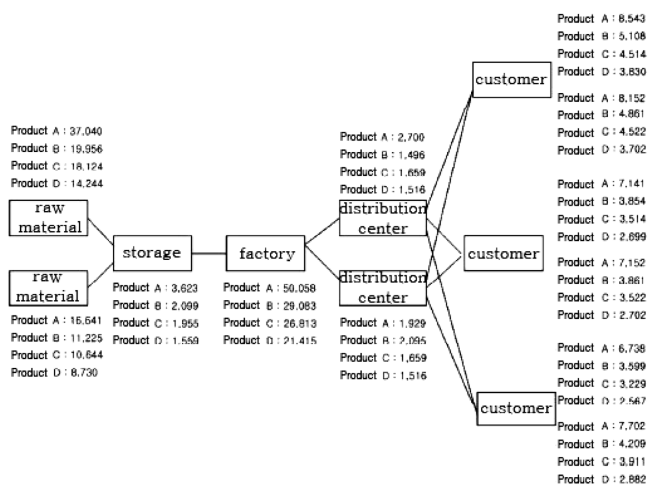 Product A : 8,543
Product B : 5,108
Product C : 4,514
Product D : 3,830
customer
Product A : 8,152
Product B : 4,861
Product C : 4,522
Product D : 3,702
Product A : 37,040
Product B : 19,956
Product C : 18,124
Product D : 14,244
Product A : 2,700
Product B : 1,496
Product C : 1,659
Product D : 1,516
Product A : 7,141
Product B : 3,854
Product C : 3,514
Product D : 2,699
raw
material
distribution
center
storage
factory
customer
raw
material
distribution
center
Product A : 7,152
Product B : 3,861
Product C : 3,522
Product D : 2,702
Product A : 3,623
Product B : 2,099
Product C : 1,955
Product D : 1,559
Product A : 50,058
Product B : 29,083
Product C : 26,813
Product D : 21,415
Product A : 16,641
Product B : 11,225
Product C : 10,644
Product D : 8,730
Product A : 1,929
Product B : 2,095
Product C : 1,659
Product D : 1,516
Product A : 6,738
Product B : 3,599
Product C : 3,229
Product D : 2,567
customer
Product A : 7,702
Product B : 4,209
Product C : 3,911
Product D : 2,882